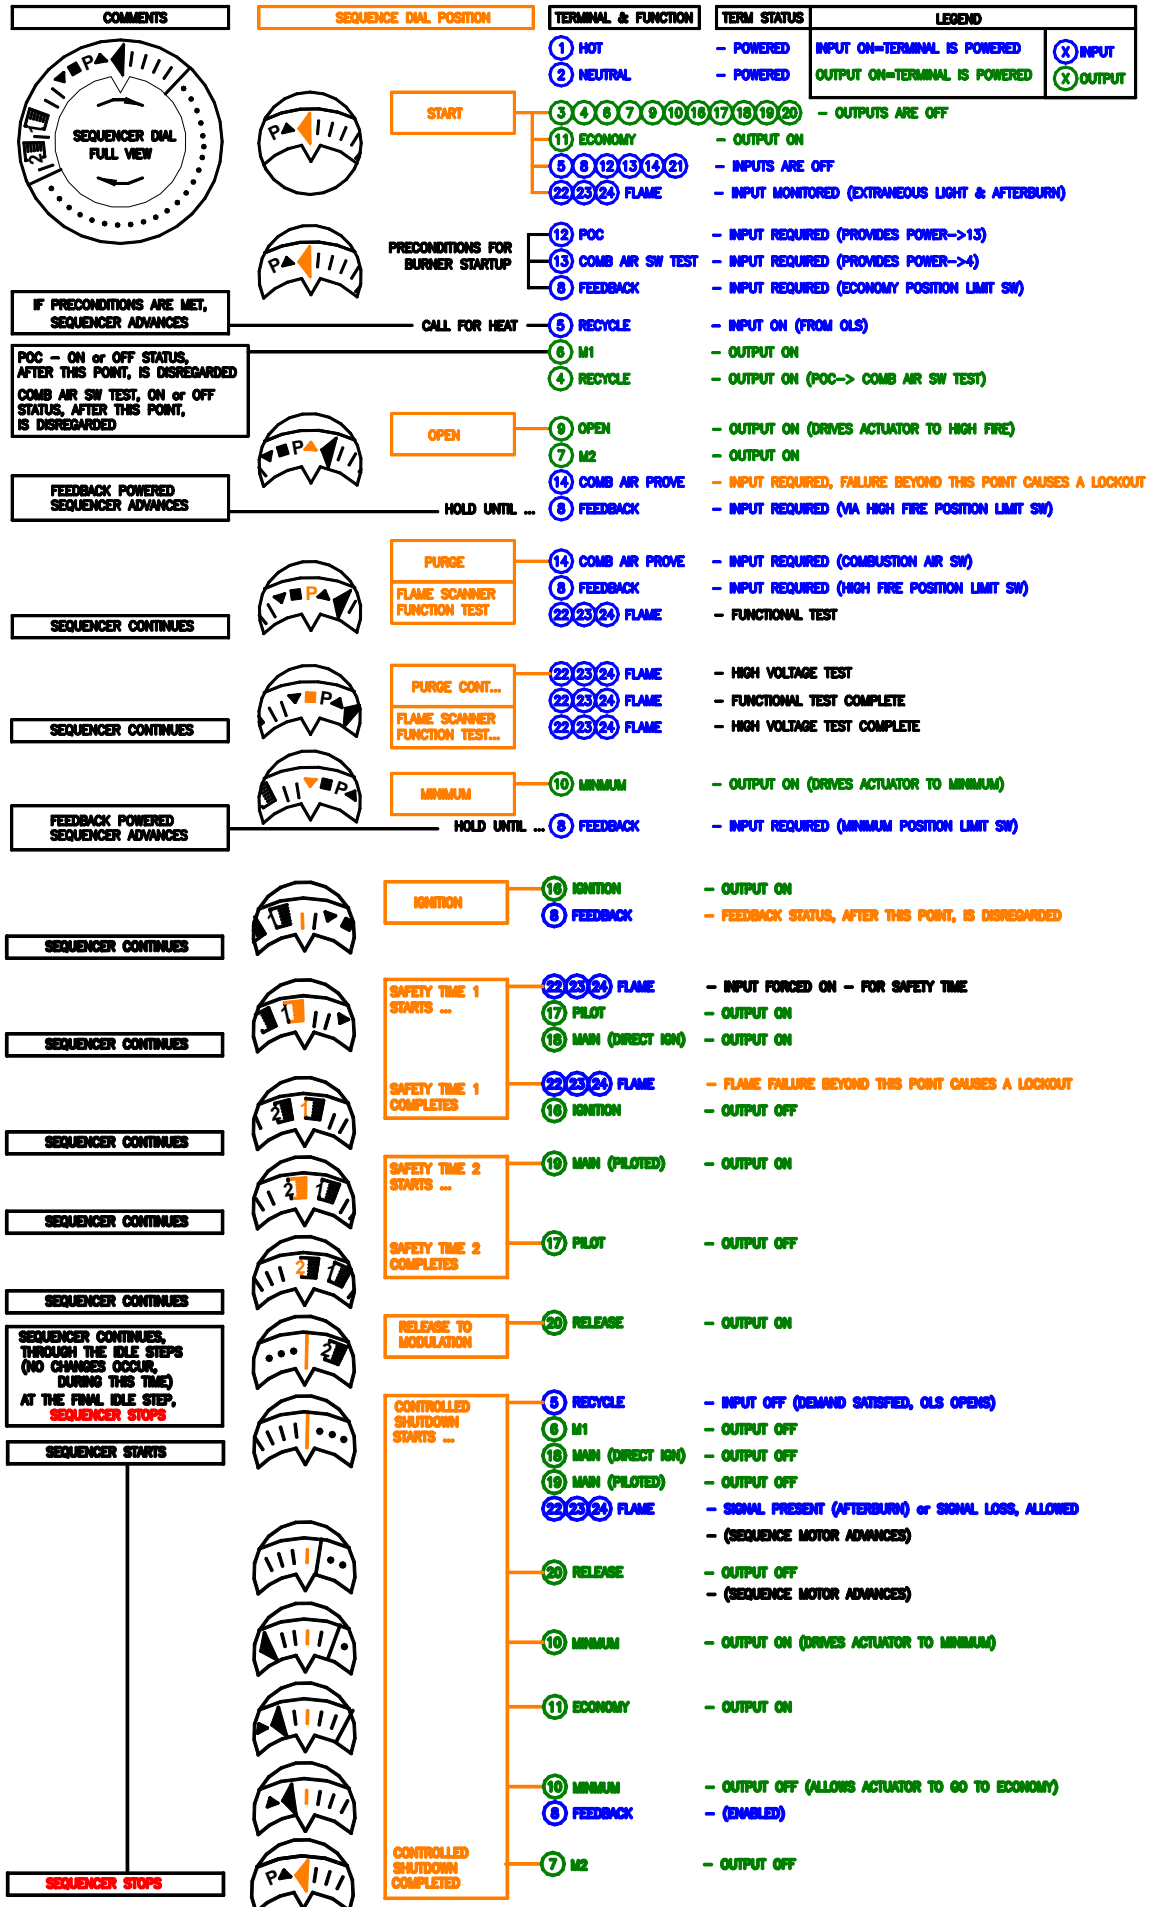 COMMENTS
SEQUENCE DIAL POSITION
TERMINAL & FUNCTION
TERM STATUS
LEGEND
1 HOT – POWERED
INPUT ON=TERMINAL IS POWERED
X INPUT
2 NEUTRAL – POWERED
OUTPUT ON=TERMINAL IS POWERED
X OUTPUT
P
1
2
SEQUENCER DIAL
FULL VIEW
P
START
3 4 6 7 9 10 16 17 18 19 20 – OUTPUTS ARE OFF
11 ECONOMY – OUTPUT ON
5 8 12 13 14 21 – INPUTS ARE OFF
22 23 24 FLAME – INPUT MONITORED (EXTRANEOUS LIGHT & AFTERBURN)
P
PRECONDITIONS FOR
BURNER STARTUP
12 POC – INPUT REQUIRED (PROVIDES POWER->13)
13 COMB AIR SW TEST – INPUT REQUIRED (PROVIDES POWER->4)
8 FEEDBACK – INPUT REQUIRED (ECONOMY POSITION LIMIT SW)
IF PRECONDITIONS ARE MET,
SEQUENCER ADVANCES
CALL FOR HEAT
5 RECYCLE – INPUT ON (FROM OLS)
POC – ON or OFF STATUS,
AFTER THIS POINT, IS DISREGARDED
COMB AIR SW TEST, ON or OFF
STATUS, AFTER THIS POINT,
IS DISREGARDED
6 M1 – OUTPUT ON
4 RECYCLE – OUTPUT ON (POC-> COMB AIR SW TEST)
P
OPEN
9 OPEN – OUTPUT ON (DRIVES ACTUATOR TO HIGH FIRE)
7 M2 – OUTPUT ON
14 COMB AIR PROVE – INPUT REQUIRED, FAILURE BEYOND THIS POINT CAUSES A LOCKOUT
FEEDBACK POWERED
SEQUENCER ADVANCES
HOLD UNTIL ...
8 FEEDBACK – INPUT REQUIRED (VIA HIGH FIRE POSITION LIMIT SW)
P
PURGE
FLAME SCANNER
FUNCTION TEST
14 COMB AIR PROVE – INPUT REQUIRED (COMBUSTION AIR SW)
8 FEEDBACK – INPUT REQUIRED (HIGH FIRE POSITION LIMIT SW)
22 23 24 FLAME – FUNCTIONAL TEST
SEQUENCER CONTINUES
P
PURGE CONT...
FLAME SCANNER
FUNCTION TEST...
22 23 24 FLAME – HIGH VOLTAGE TEST
22 23 24 FLAME – FUNCTIONAL TEST COMPLETE
22 23 24 FLAME – HIGH VOLTAGE TEST COMPLETE
SEQUENCER CONTINUES
P
MINIMUM
10 MINMUM – OUTPUT ON (DRIVES ACTUATOR TO MINIMUM)
FEEDBACK POWERED
SEQUENCER ADVANCES
HOLD UNTIL ...
8 FEEDBACK – INPUT REQUIRED (MINIMUM POSITION LIMIT SW)
1
IGNITION
16 IGNITION – OUTPUT ON
8 FEEDBACK – FEEDBACK STATUS, AFTER THIS POINT, IS DISREGARDED
SEQUENCER CONTINUES
1
SAFETY TIME 1
STARTS ...
22 23 24 FLAME – INPUT FORCED ON – FOR SAFETY TIME
17 PILOT – OUTPUT ON
18 MAIN (DIRECT IGN) – OUTPUT ON
SEQUENCER CONTINUES
2 1
SAFETY TIME 1
COMPLETES
22 23 24 FLAME – FLAME FAILURE BEYOND THIS POINT CAUSES A LOCKOUT
16 IGNITION – OUTPUT OFF
SEQUENCER CONTINUES
2 1
SAFETY TIME 2
STARTS ...
19 MAIN (PILOTED) – OUTPUT ON
SEQUENCER CONTINUES
2 1
SAFETY TIME 2
COMPLETES
17 PILOT – OUTPUT OFF
SEQUENCER CONTINUES
SEQUENCER CONTINUES,
THROUGH THE IDLE STEPS
(NO CHANGES OCCUR,
DURING THIS TIME)
AT THE FINAL IDLE STEP,
SEQUENCER STOPS
2
RELEASE TO
MODULATION
20 RELEASE – OUTPUT ON
CONTROLLED
SHUTDOWN
STARTS ...
5 RECYCLE – INPUT OFF (DEMAND SATISFIED, OLS OPENS)
6 M1 – OUTPUT OFF
SEQUENCER STARTS
18 MAIN (DIRECT IGN) – OUTPUT OFF
19 MAIN (PILOTED) – OUTPUT OFF
22 23 24 FLAME – SIGNAL PRESENT (AFTERBURN) or SIGNAL LOSS, ALLOWED
– (SEQUENCE MOTOR ADVANCES)
20 RELEASE – OUTPUT OFF
– (SEQUENCE MOTOR ADVANCES)
10 MINMUM – OUTPUT ON (DRIVES ACTUATOR TO MINIMUM)
11 ECONOMY – OUTPUT ON
10 MINMUM – OUTPUT OFF (ALLOWS ACTUATOR TO GO TO ECONOMY)
8 FEEDBACK – (ENABLED)
P
CONTROLLED
SHUTDOWN
COMPLETED
7 M2 – OUTPUT OFF
SEQUENCER STOPS